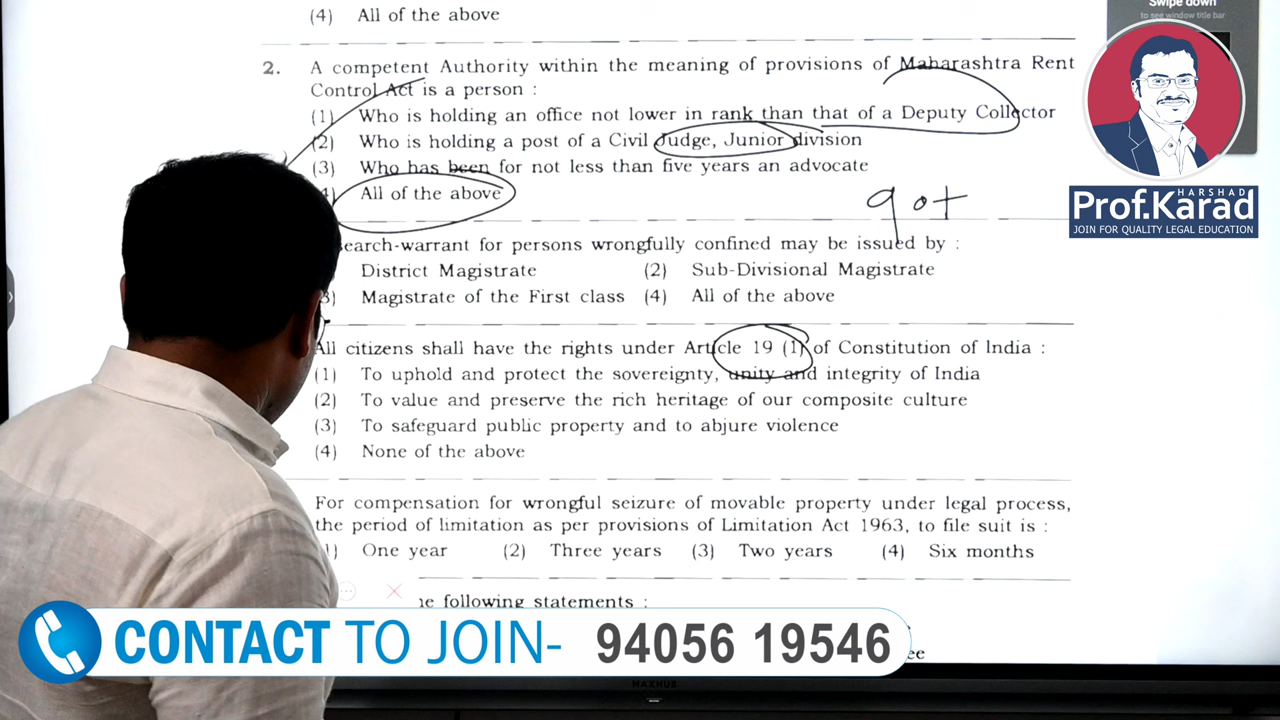 (4) All of the above
Swipe down
to see window title bar
2. A competent Authority within the meaning of provisions of Maharashtra Rent
Control Act is a person :
(1) Who is holding an office not lower in rank than that of a Deputy Collector
(2) Who is holding a post of a Civil Judge, Junior division
(3) Who has been for not less than five years an advocate
All of the above
got
HARSHAD
Prof.Karad
JOIN FOR QUALITY LEGAL EDUCATION
earch-warrant for persons wrongfully confined may be issued by :
District Magistrate (2) Sub-Divisional Magistrate
3) Magistrate of the First class (4) All of the above
All citizens shall have the rights under Article 19 (1) of Constitution of India :
(1) To uphold and protect the sovereignty, unity and integrity of India
(2) To value and preserve the rich heritage of our composite culture
(3) To safeguard public property and to abjure violence
(4) None of the above
For compensation for wrongful seizure of movable property under legal process,
the period of limitation as per provisions of Limitation Act 1963, to file suit is :
1) One year (2) Three years (3) Two years (4) Six months
he following statements :
CONTACT TO JOIN- 94056 19546
ee
MAXHUB